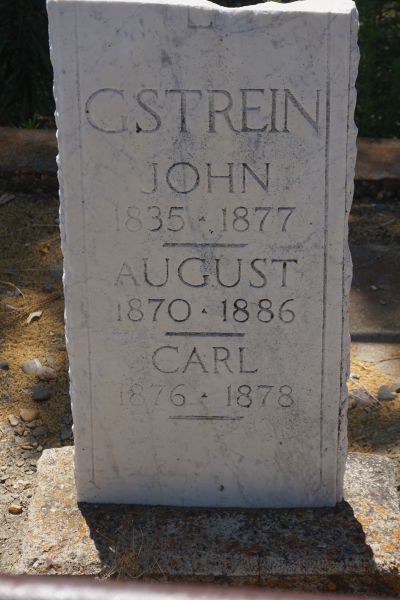 GSTREIN
JOHN
1835 · 1877
AUGUST
1870 · 1886
CARL
1876 · 1878